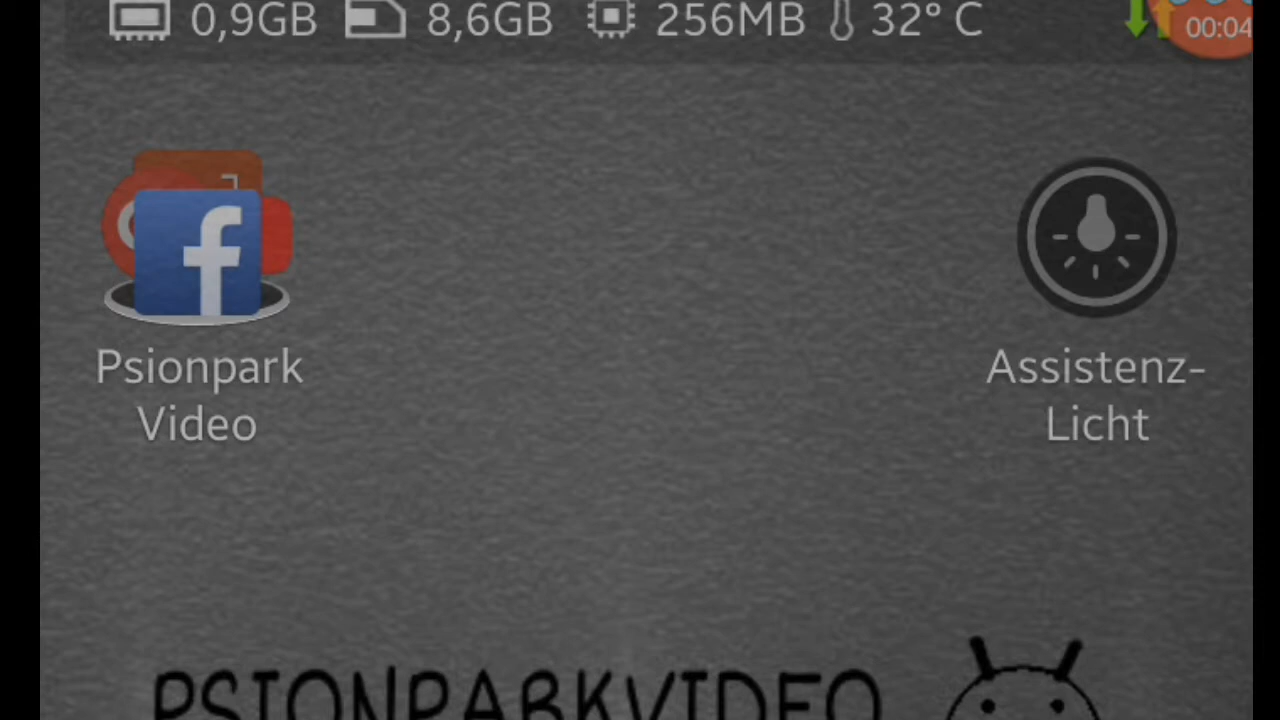 0,9GB 8,6GB 256MB 32° C 00:04
f
Psionpark
Video
Assistenz-
Licht
PSIONPARKVIDEO